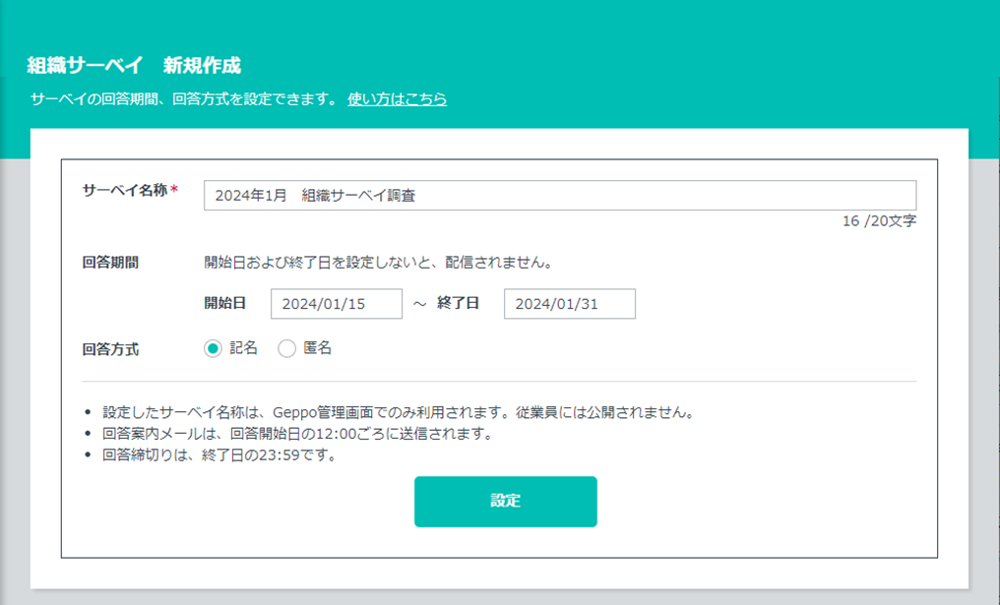 組織サーベイ　新規作成
サーベイの回答期間、回答方式を設定できます。 使い方はこちら
サーベイ名称* 2024年1月　組織サーベイ調査
16 /20文字
回答期間 開始日および終了日を設定しないと、配信されません。
開始日 2024/01/15 ～ 終了日 2024/01/31
回答方式 記名 匿名
• 設定したサーベイ名称は、Geppo管理画面でのみ利用されます。従業員には公開されません。
• 回答案内メールは、回答開始日の12:00ごろに送信されます。
• 回答締切りは、終了日の23:59です。
設定